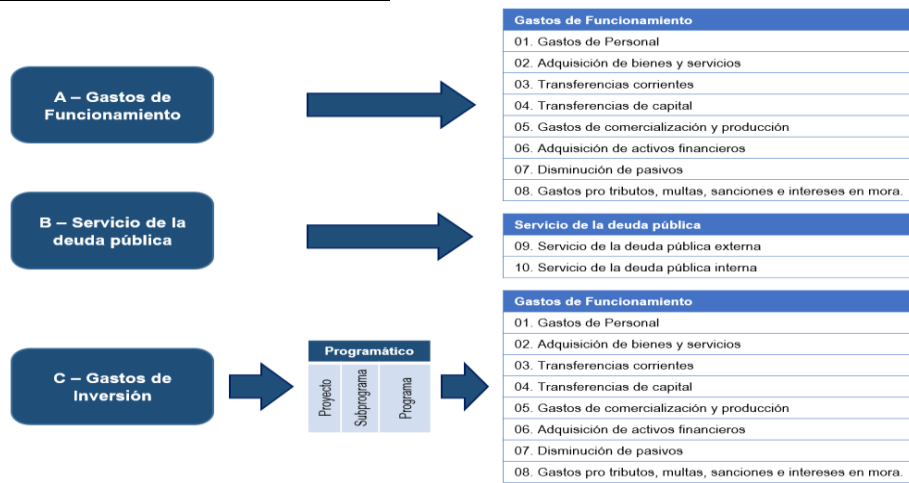 Gastos de Funcionamiento
01. Gastos de Personal
02. Adquisición de bienes y servicios
03. Transferencias corrientes
04. Transferencias de capital
05. Gastos de comercialización y producción
06. Adquisición de activos financieros
07. Disminución de pasivos
08. Gastos pro tributos, multas, sanciones e intereses en mora.
A – Gastos de
Funcionamiento
B – Servicio de la
deuda pública
Servicio de la deuda pública
09. Servicio de la deuda pública externa
10. Servicio de la deuda pública interna
C – Gastos de
Inversión
Programático
Proyecto
Subprograma
Programa
Gastos de Funcionamiento
01. Gastos de Personal
02. Adquisición de bienes y servicios
03. Transferencias corrientes
04. Transferencias de capital
05. Gastos de comercialización y producción
06. Adquisición de activos financieros
07. Disminución de pasivos
08. Gastos pro tributos, multas, sanciones e intereses en mora.